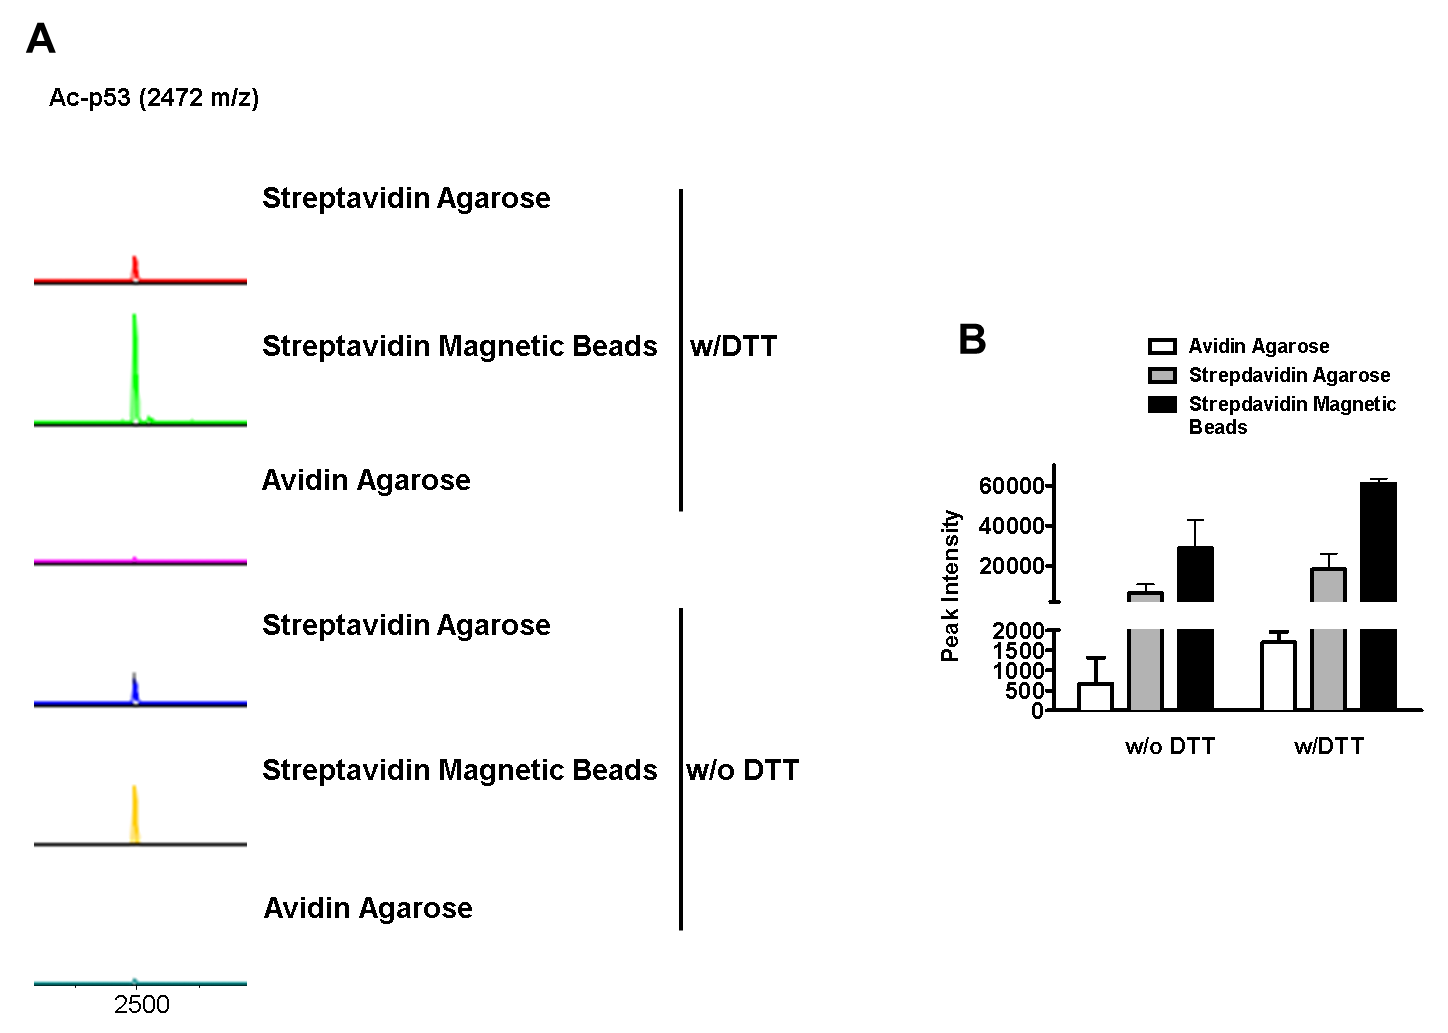 A
Ac-p53 (2472 m/z)
Streptavidin Agarose
Streptavidin Magnetic Beads
w/DTT
Avidin Agarose
Streptavidin Agarose
Streptavidin Magnetic Beads
w/o DTT
Avidin Agarose
2500
B
Avidin Agarose
Strepdavidin Agarose
Strepdavidin Magnetic
Beads
Peak Intensity
60000
40000
20000
2000
1500
1000
500
0
w/o DTT
w/DTT